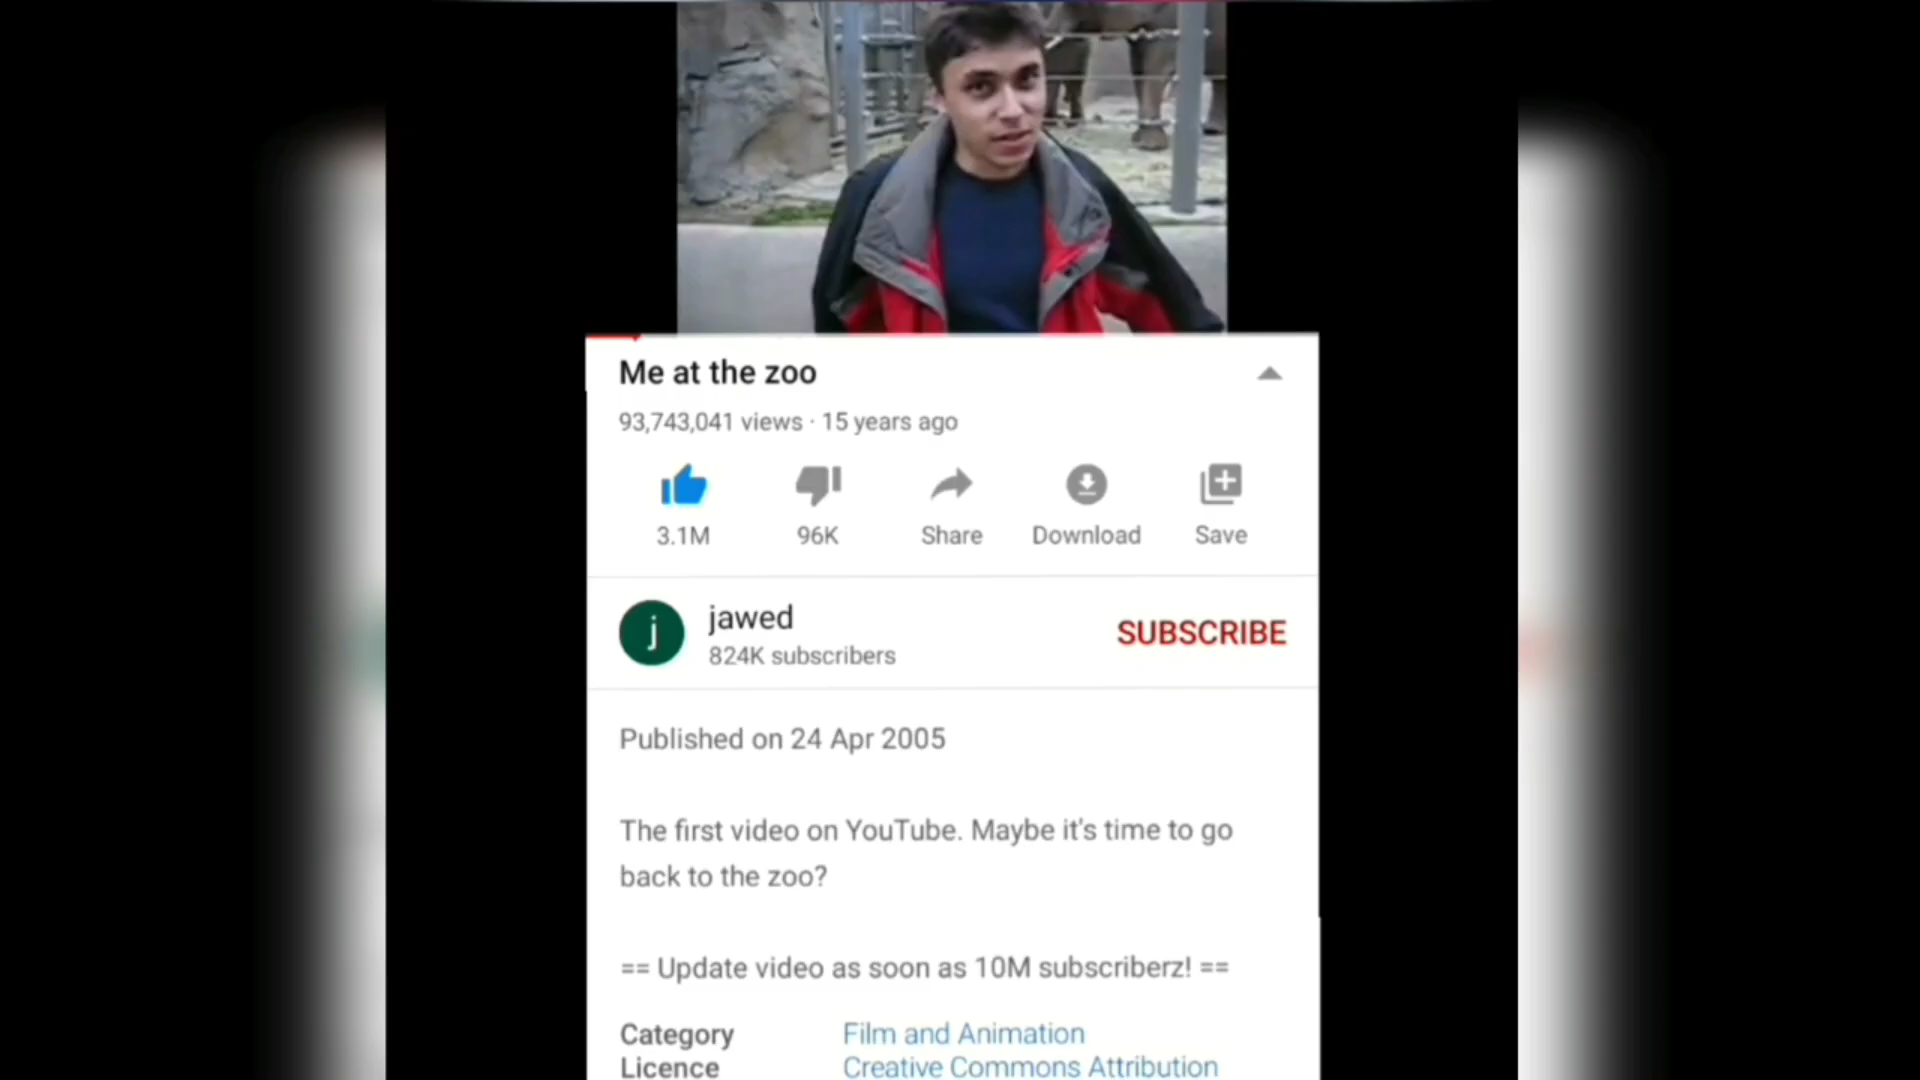 Me at the zoo
93,743,041 views · 15 years ago
3.1M 96K Share Download Save
j
jawed
824K subscribers
SUBSCRIBE
Published on 24 Apr 2005
The first video on YouTube. Maybe it's time to go
back to the zoo?
== Update video as soon as 10M subscriberz! ==
Category Film and Animation
Licence Creative Commons Attribution